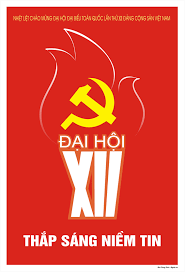 NHIỆT LIỆT CHÀO MỪNG ĐẠI HỘI ĐẠI BIỂU TOÀN QUỐC LẦN THỨ XII ĐẢNG CỘNG SẢN VIỆT NAM
ĐẠI HỘI
XII
THẮP SÁNG NIỀM TIN